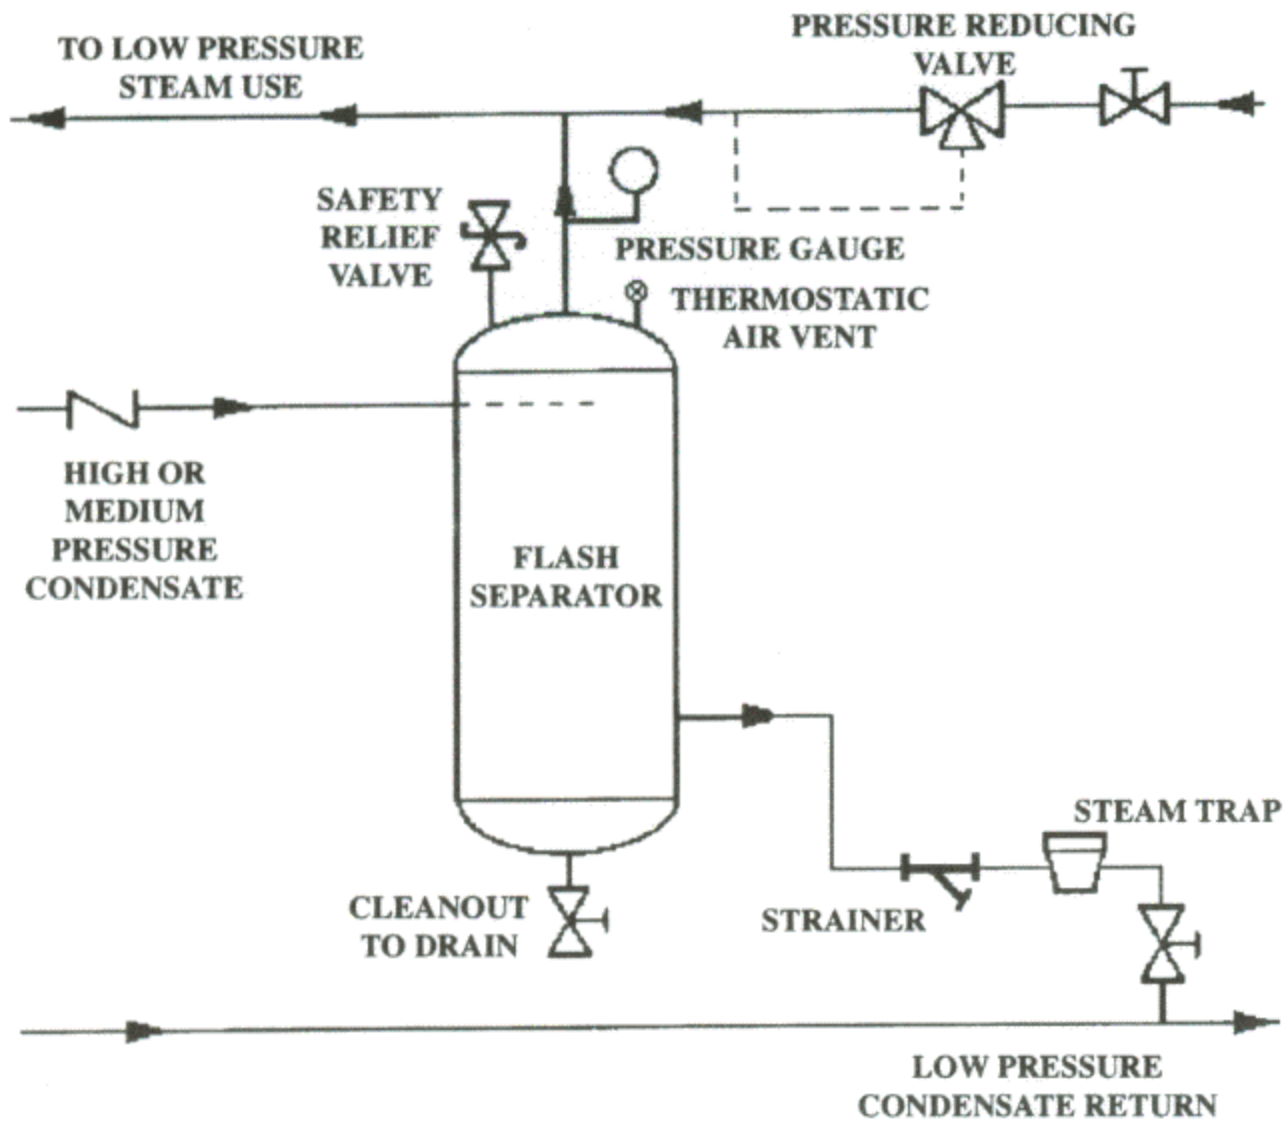 TO LOW PRESSURE
STEAM USE
PRESSURE REDUCING
VALVE
SAFETY
RELIEF
VALVE
PRESSURE GAUGE
THERMOSTATIC
AIR VENT
HIGH OR
MEDIUM
PRESSURE
CONDENSATE
FLASH
SEPARATOR
STEAM TRAP
CLEANOUT
TO DRAIN
STRAINER
LOW PRESSURE
CONDENSATE RETURN